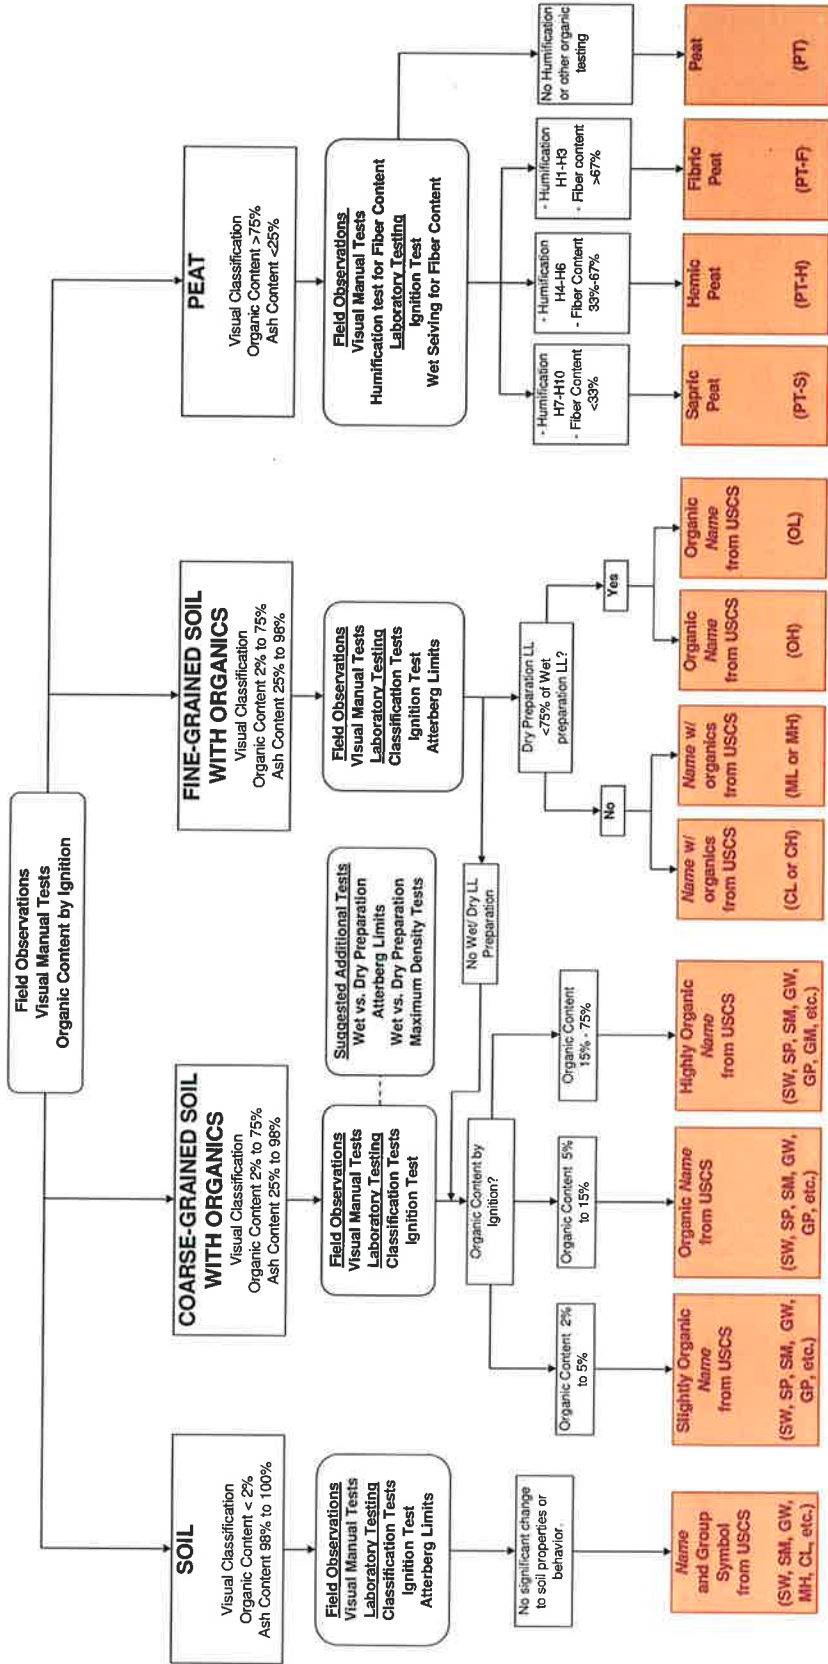 Field Observations
Visual Manual Tests
Organic Content by Ignition
SOIL
Visual Classification
Organic Content < 2%
Ash Content 98% to 100%
Field Observations
Visual Manual Tests
Laboratory Testing
Classification Tests
Ignition Test
Atterberg Limits
No significant change
to soil properties or
behavior.
Name
and Group
Symbol
from USCS
(SW, SM, GW,
MH, CL, etc.)
COARSE-GRAINED SOIL
WITH ORGANICS
Visual Classification
Organic Content 2% to 75%
Ash Content 25% to 98%
Field Observations
Visual Manual Tests
Laboratory Testing
Classification Tests
Ignition Test
Suggested Additional Tests
Wet vs. Dry Preparation
Atterberg Limits
Wet vs. Dry Preparation
Maximum Density Tests
Organic Content by
Ignition?
Organic Content 2%
to 5%
Organic Content 5%
to 15%
Organic Content
15% - 75%
Slightly Organic
Name
from USCS
(SW, SP, SM, GW,
GP, etc.)
Organic Name
from USCS
(SW, SP, SM, GW,
GP, etc.)
Highly Organic
Name
from USCS
(SW, SP, SM, GW,
GP, GM, etc.)
FINE-GRAINED SOIL
WITH ORGANICS
Visual Classification
Organic Content 2% to 75%
Ash Content 25% to 98%
Field Observations
Visual Manual Tests
Laboratory Testing
Classification Tests
Ignition Test
Atterberg Limits
No Wet/ Dry LL
Preparation
Dry Preparation LL
<75% of Wet
preparation LL?
No
Yes
Name w/
organics
from USCS
(CL or CH)
Name w/
organics
from USCS
(ML or MH)
Organic
Name
from USCS
(OH)
Organic
Name
from USCS
(OL)
PEAT
Visual Classification
Organic Content >75%
Ash Content <25%
Field Observations
Visual Manual Tests
Humification test for Fiber Content
Laboratory Testing
Ignition Test
Wet Seiving for Fiber Content
- Humification
H7-H10
- Fiber Content
<33%
- Humification
H4-H6
- Fiber Content
33%-67%
- Humification
H1-H3
- Fiber content
>67%
No Humification
or other organic
testing
Sapric
Peat
(PT-S)
Hemic
Peat
(PT-H)
Fibric
Peat
(PT-F)
Peat
(PT)